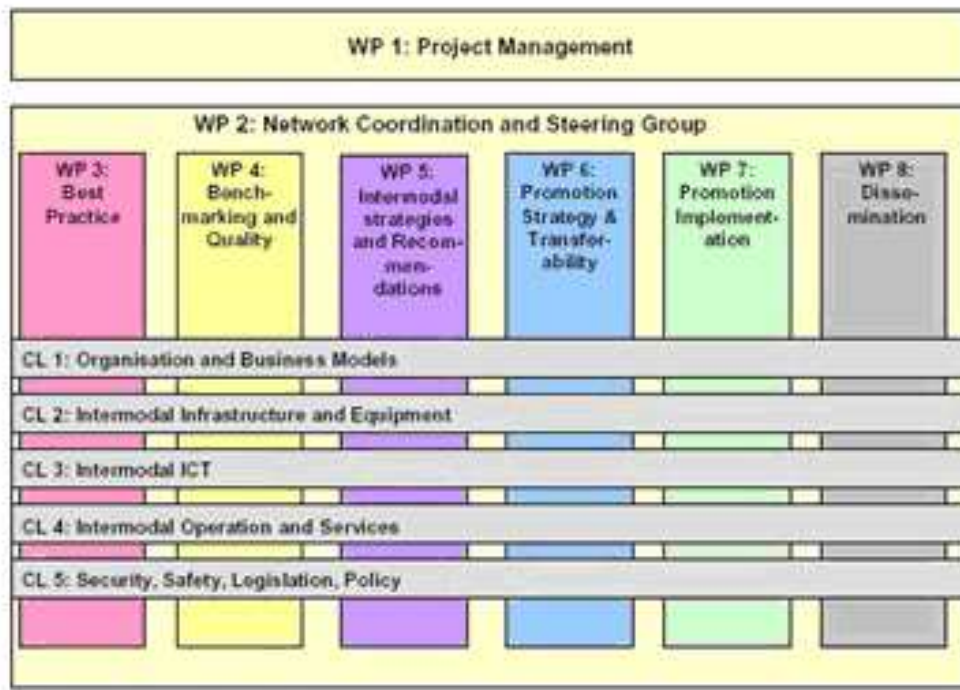 WP 1: Project Management
WP 2: Network Coordination and Steering Group
WP 3:
Best
Practice
WP 4:
Bench-
marking and
Quality
WP 5:
Intermodal
strategies
and Recom-
men-
dations
WP 6:
Promotion
Strategy &
Transfer-
ability
WP 7:
Promotion
Implement-
ation
WP 8:
Disse-
mination
CL 1: Organisation and Business Models
CL 2: Intermodal Infrastructure and Equipment
CL 3: Intermodal ICT
CL 4: Intermodal Operation and Services
CL 5: Security, Safety, Legislation, Policy